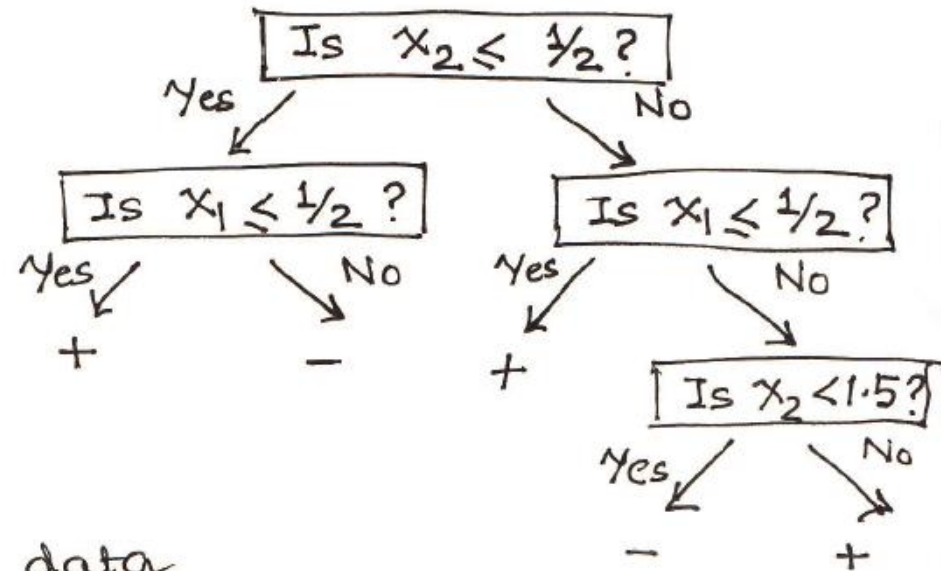 Is x₂ ≤ 1/2?
Yes No
Is x₁ ≤ 1/2 ? Is x₁ ≤ 1/2?
Yes No Yes No
+ − +
Is x₂ < 1.5?
Yes No
data − +